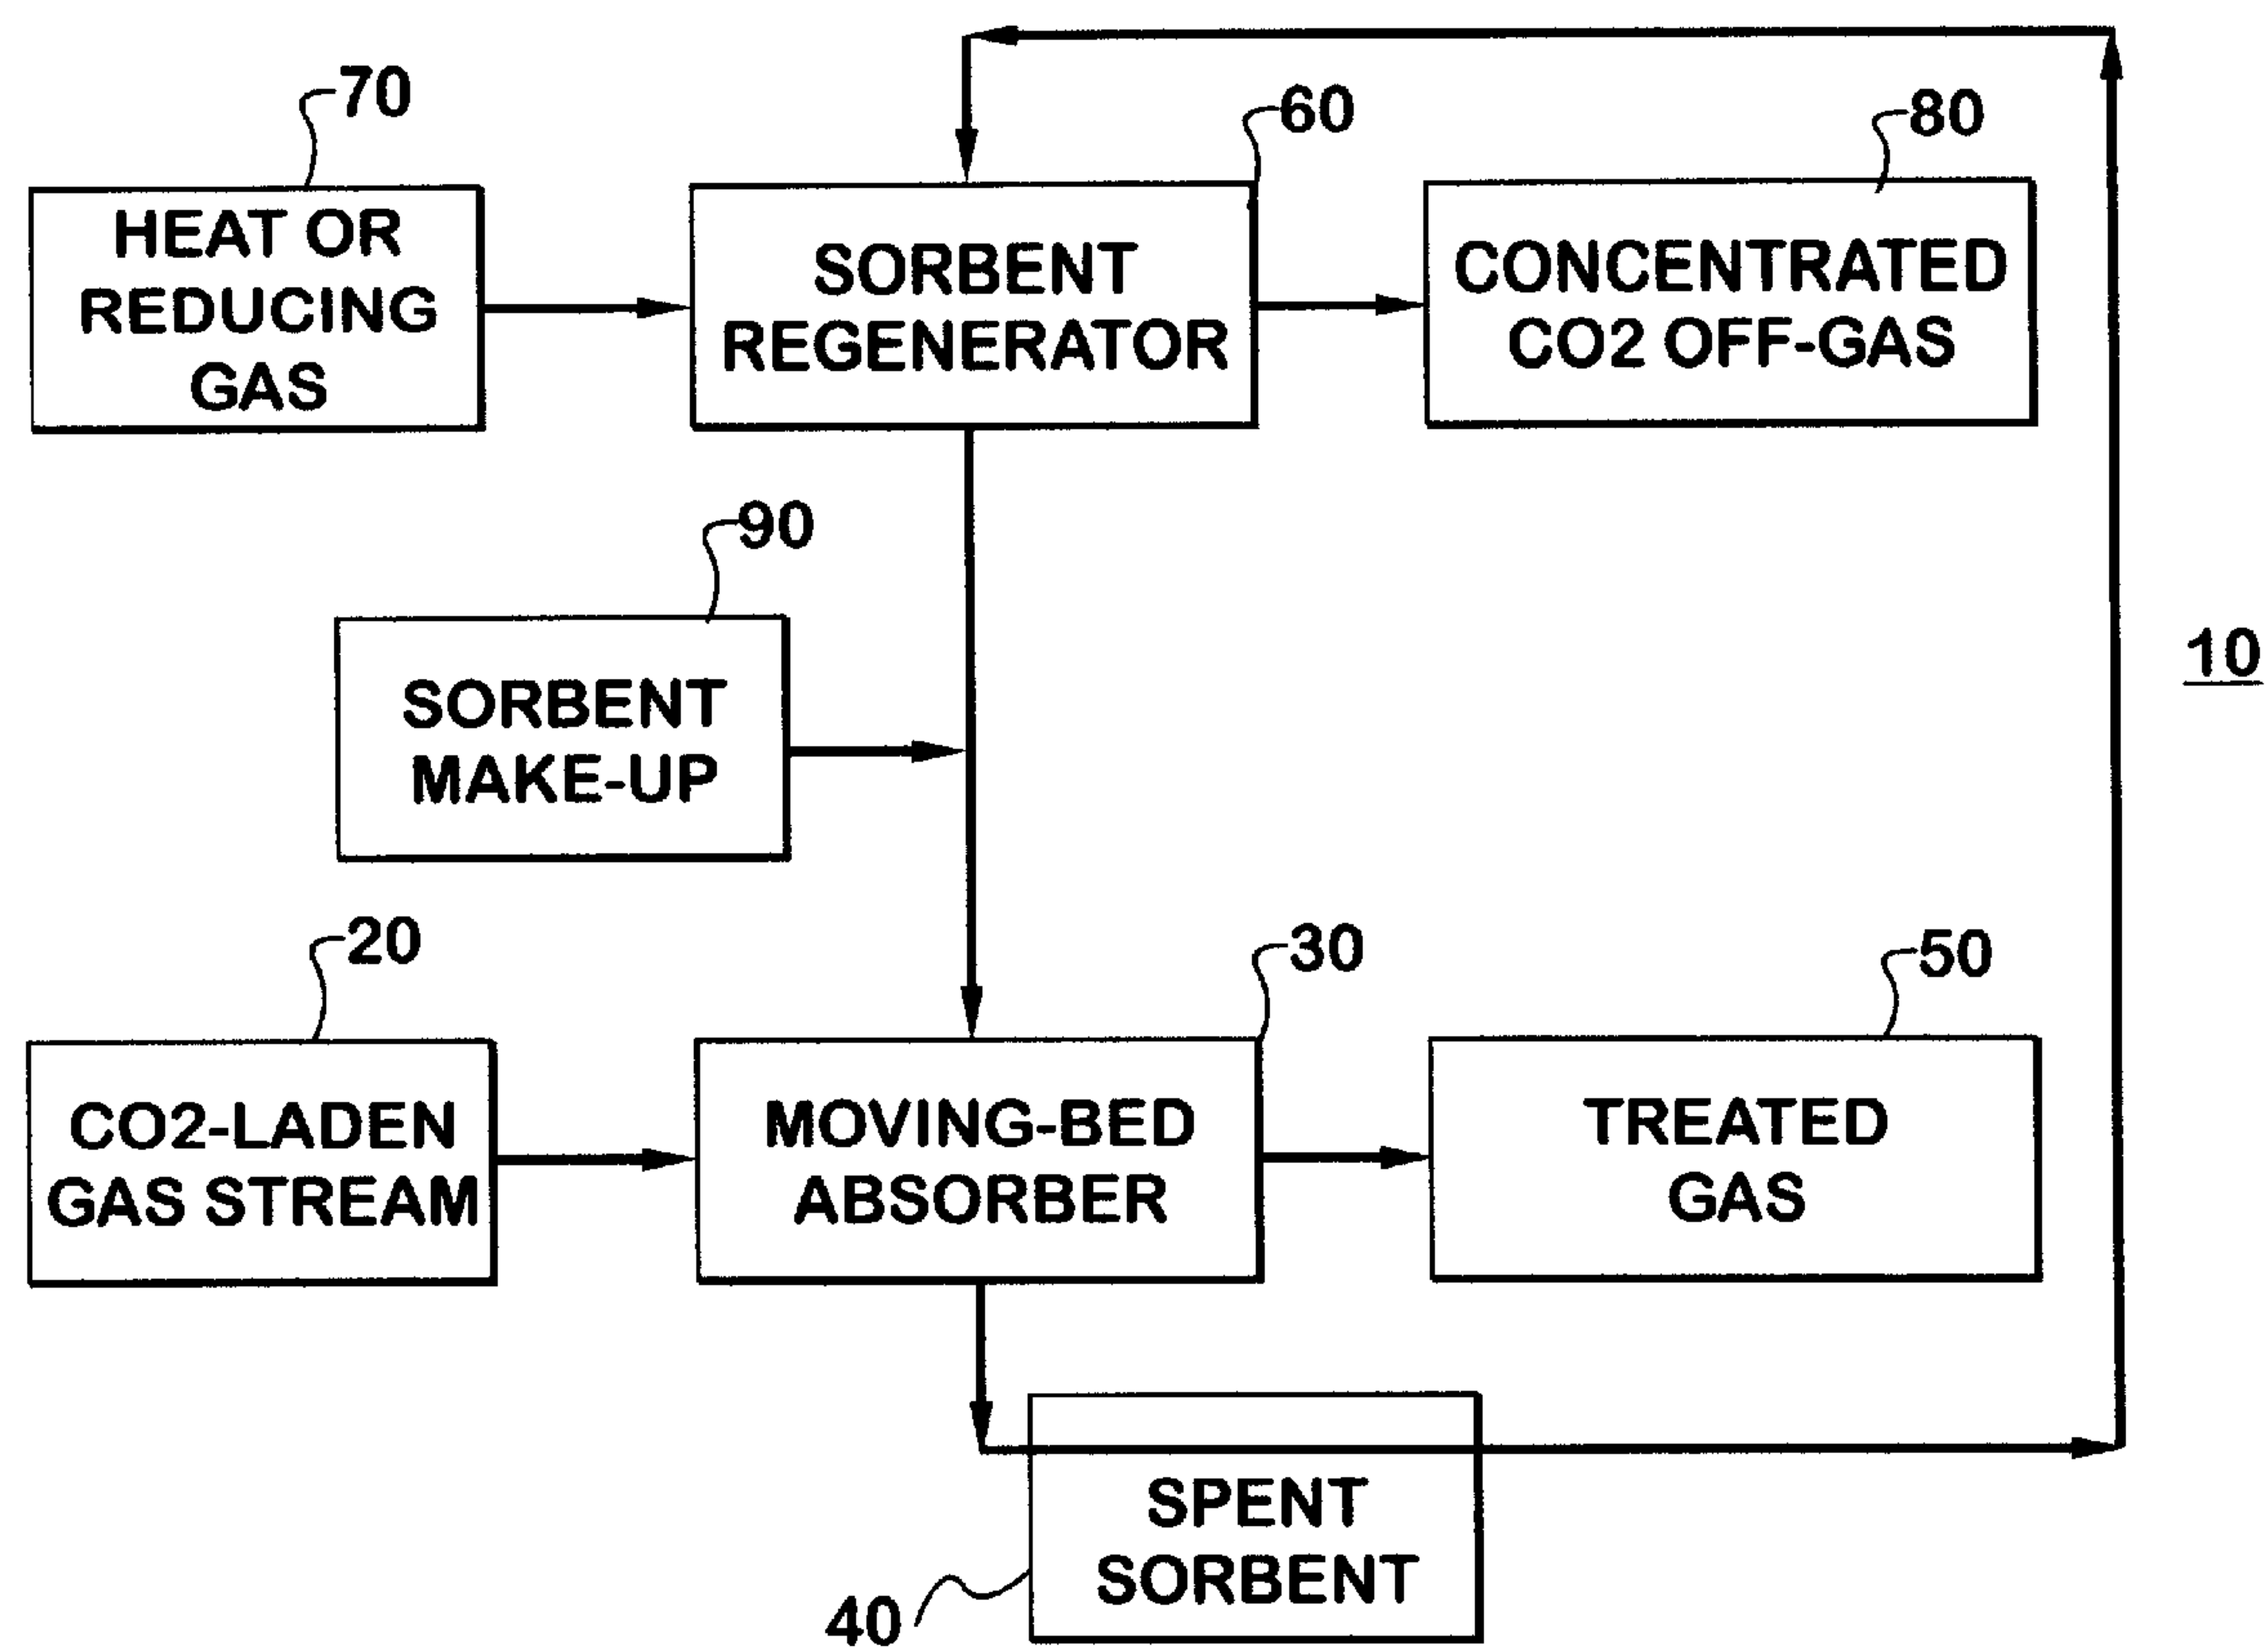 70
60
80
HEAT OR
REDUCING
GAS
SORBENT
REGENERATOR
CONCENTRATED
CO2 OFF-GAS
90
10
SORBENT
MAKE-UP
20
30
50
CO2-LADEN
GAS STREAM
MOVING-BED
ABSORBER
TREATED
GAS
SPENT
SORBENT
40